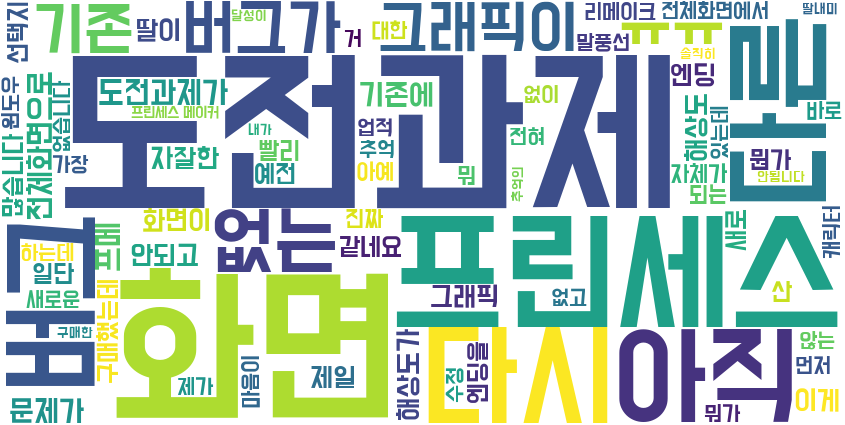 선택지
기존
딸이
버그가
달성이
거
대한
그래픽이
리메이크
전체화면에서
딸내미
말풍선
ㅠㅠ
솔직히
엔딩
도전과제
다른
윈도우
전체화면으로
없습니다
많습니다
가장
도전과제가
프린세스 메이커
자잘한
내가
빨리
예전
기존에
업적
추억
아예
없이
전혀
뭔
추억의
해상도
있는데
바로
뭔가
자체가
안됩니다
되는
버그
화면이
없는
진짜
같네요
프린세스
새로
캐릭터
하는데
일단
새로운
구매한
프메
안되고
구매했는데
화면
그래픽
없고
산
다시
아직
않는
먼저
이게
문제가
제가
마음이
제일
해상도가
수정
엔딩을
뭐가